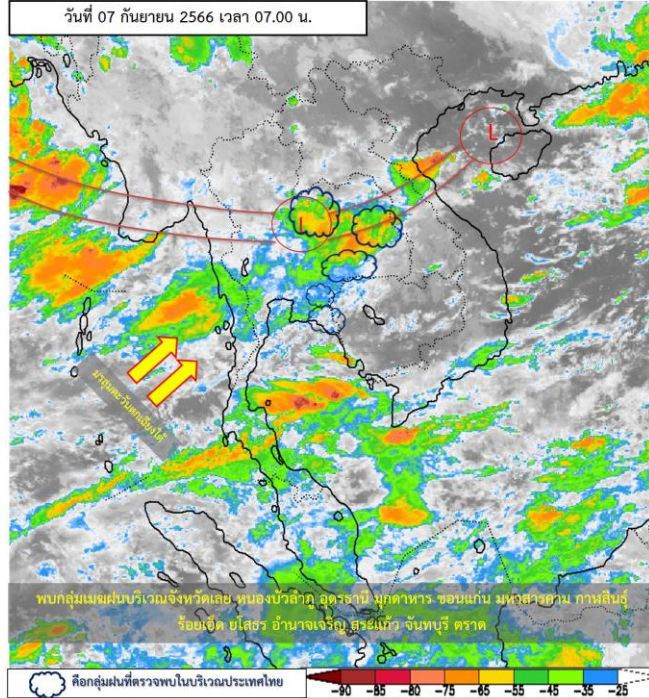 วันที่ 07 กันยายน 2566 เวลา 07.00 น.
L
L
มรสุมตะวันตกเฉียงใต้
พบกลุ่มเมฆฝนบริเวณจังหวัดเลย หนองบัวลำภู อุดรธานี มุกดาหาร ขอนแก่น มหาสารคาม กาฬสินธุ์
ร้อยเอ็ด ยโสธร อำนาจเจริญ สระแก้ว จันทบุรี ตราด
คือกลุ่มฝนที่ตรวจพบในบริเวณประเทศไทย
-90 -85 -80 -75 -65 -55 -45 -35 -25